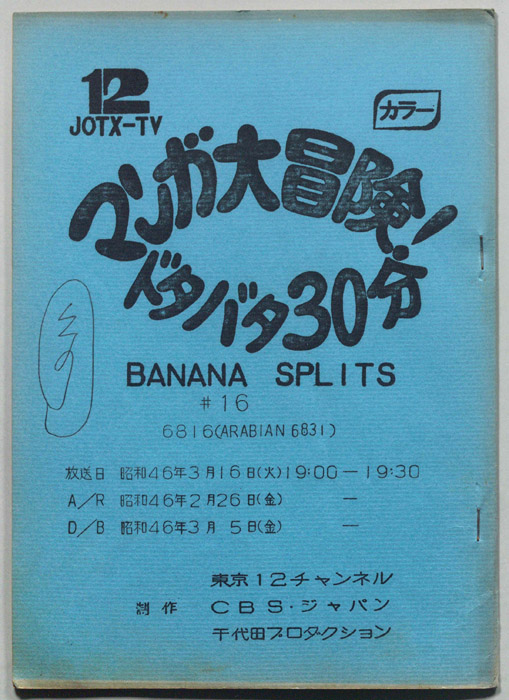 12
JOTX-TV
カラー
マンガ大冒険!
ドタバタ30分
BANANA SPLITS
#16
6816(ARABIAN 6831)
放送日 昭和46年3月16日(火)19:00−19:30
A/R 昭和46年2月26日(金) −
D/B 昭和46年3月 5日(金) −
東京12チャンネル
制作 CBS・ジャパン
千代田プロダクション